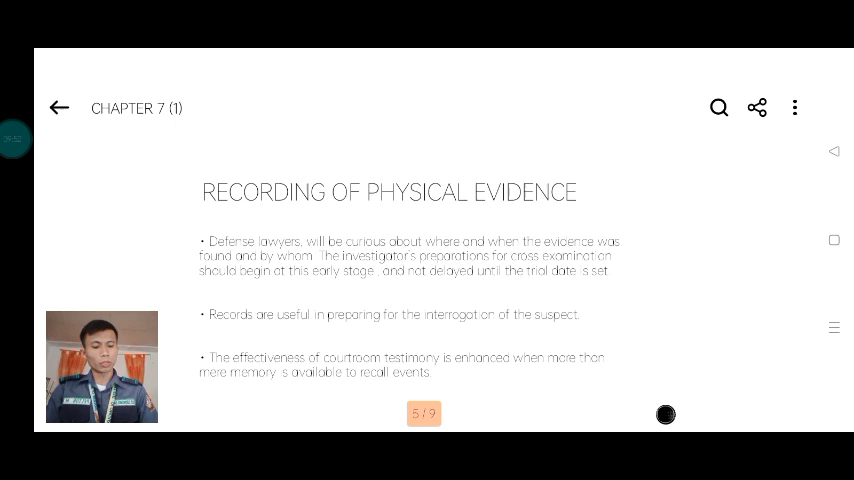 CHAPTER 7 (1)
29:52
RECORDING OF PHYSICAL EVIDENCE
• Defense lawyers, will be curious about where and when the evidence was
found and by whom. The investigator's preparations for cross examination
should begin at this early stage , and not delayed until the trial date is set
• Records are useful in preparing for the interrogation of the suspect.
• The effectiveness of courtroom testimony is enhanced when more than
mere memory is available to recall events.
5 / 9